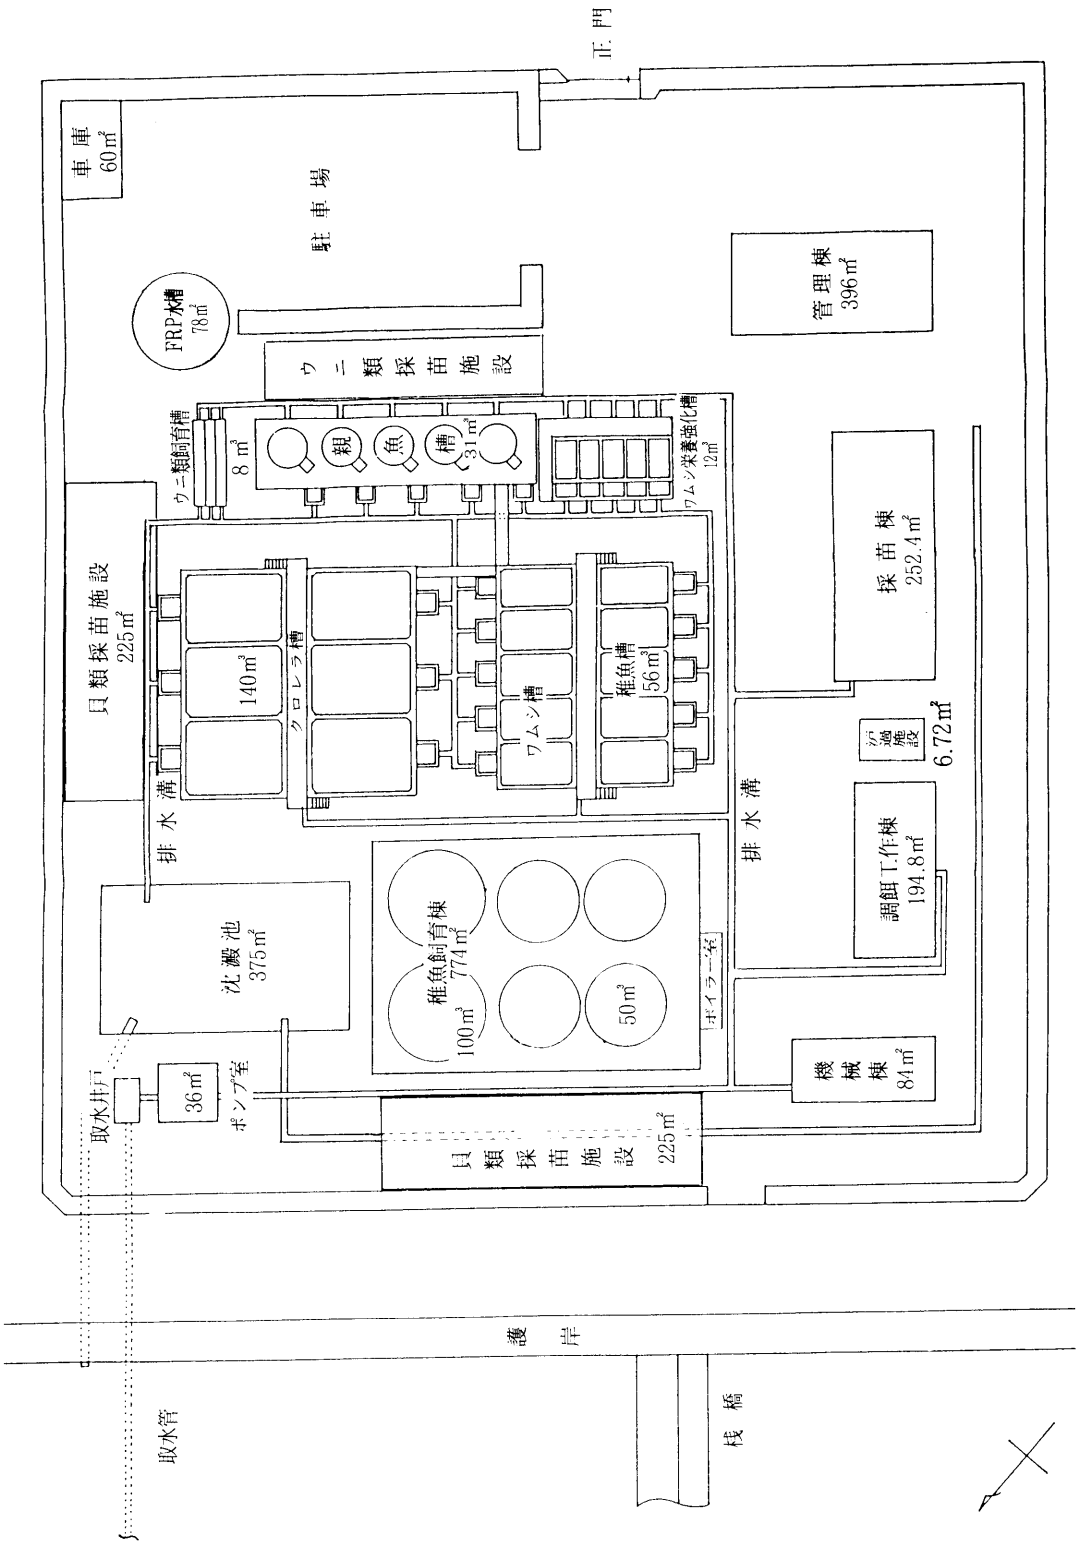 正門
車庫
60㎡
駐車場
FRP水槽
78㎡
管理棟
396㎡
ウニ類採苗施設
ウニ類飼育槽
8㎥
親魚槽
31㎥
ワムシ栄養強化槽
12㎥
貝類採苗施設
225㎡
採苗棟
252.4㎡
140㎥
クロレラ槽
ワムシ槽
稚魚槽
56㎥
沪過施設
6.72㎡
排水溝
排水溝
沈澱池
375㎡
稚魚飼育棟
774㎡
100㎥
50㎥
ボイラー室
調餌工作棟
194.8㎡
取水井戸
36㎡
ポンプ室
機械棟
84㎡
貝類採苗施設
225㎡
護岸
取水管
桟橋